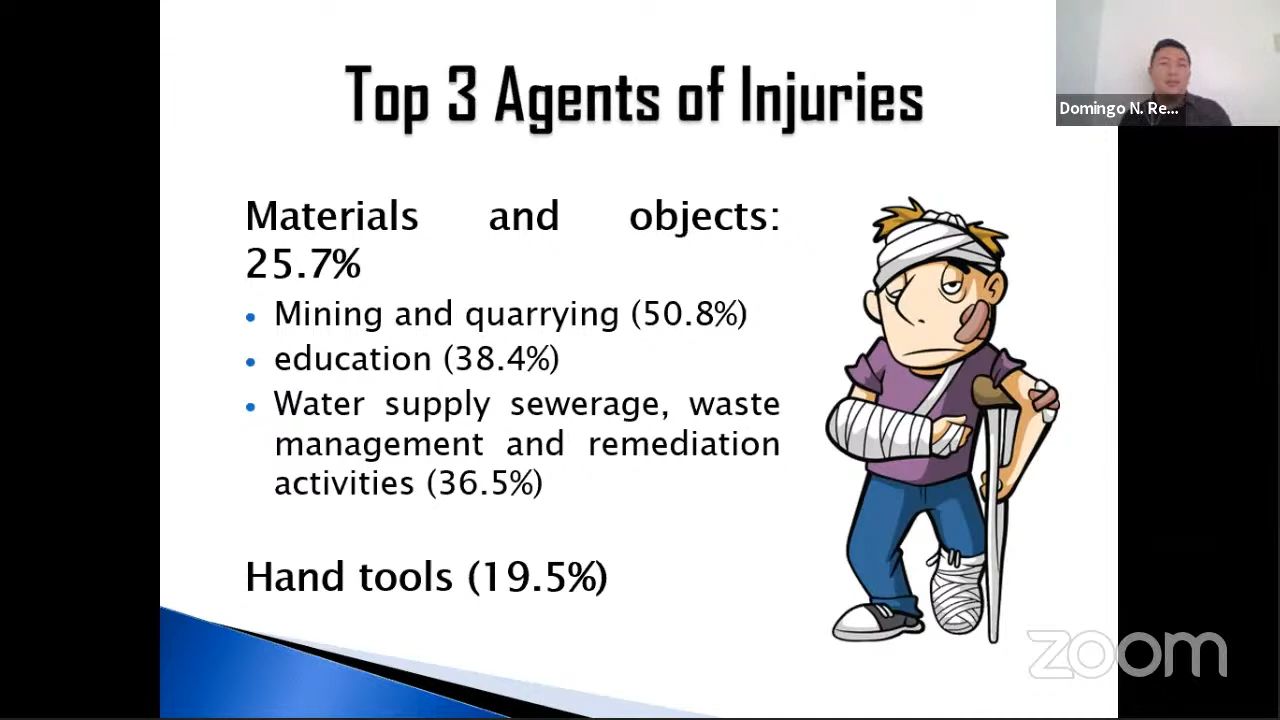 Top 3 Agents of Injuries
Domingo N. Re...
Materials and objects:
25.7%
• Mining and quarrying (50.8%)
• education (38.4%)
• Water supply sewerage, waste
management and remediation
activities (36.5%)
Hand tools (19.5%)
zoom